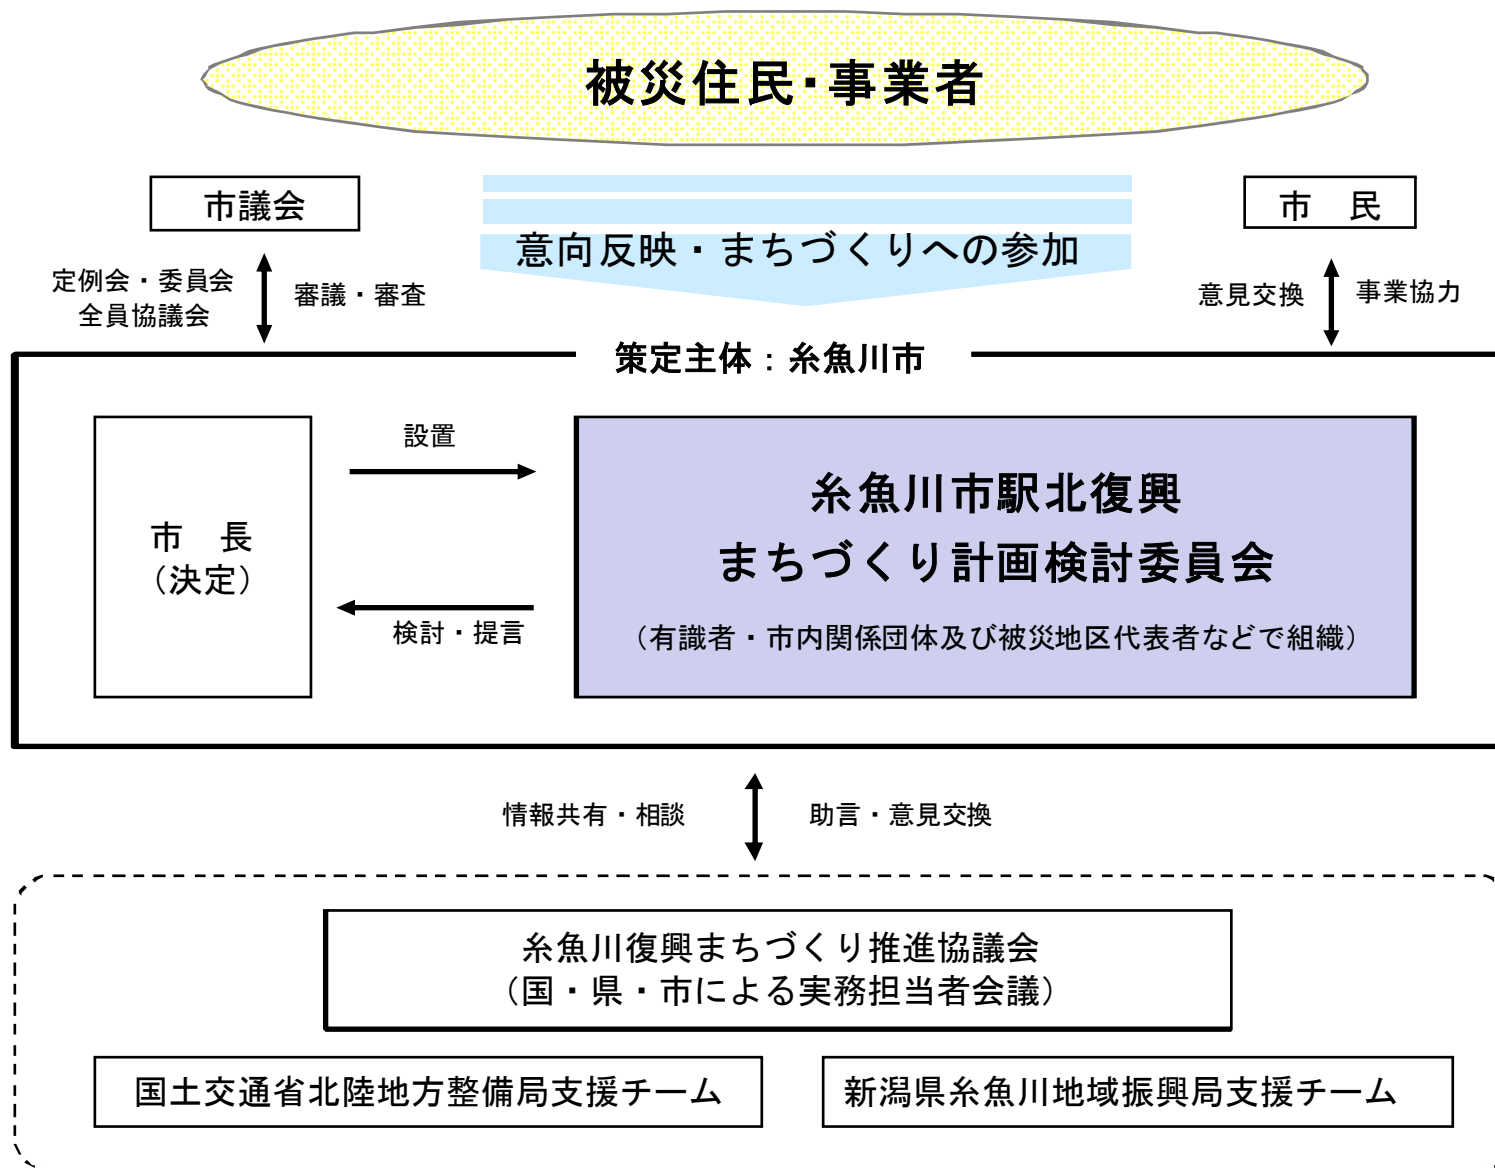 被災住民・事業者
市議会
市　民
意向反映・まちづくりへの参加
定例会・委員会
全員協議会
審議・審査
意見交換
事業協力
策定主体：糸魚川市
設置
市　長
（決定）
検討・提言
糸魚川市駅北復興
まちづくり計画検討委員会
（有識者・市内関係団体及び被災地区代表者などで組織）
情報共有・相談
助言・意見交換
糸魚川復興まちづくり推進協議会
（国・県・市による実務担当者会議）
国土交通省北陸地方整備局支援チーム
新潟県糸魚川地域振興局支援チーム